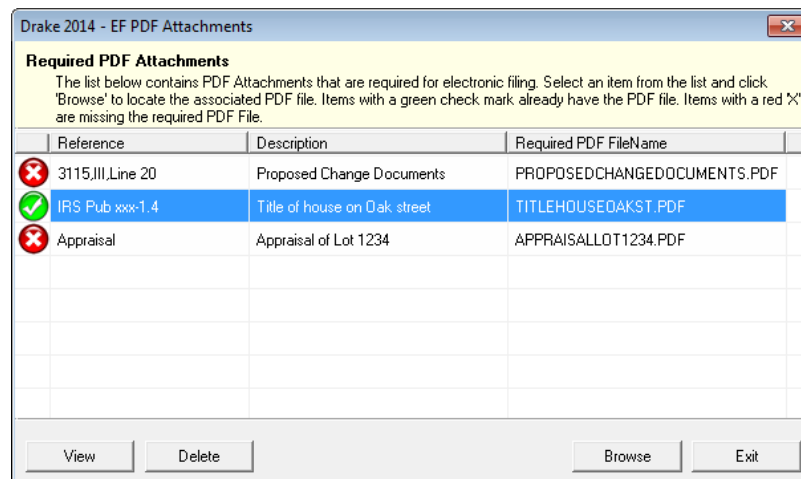 Drake 2014 - EF PDF Attachments
Required PDF Attachments
The list below contains PDF Attachments that are required for electronic filing. Select an item from the list and click
'Browse' to locate the associated PDF file. Items with a green check mark already have the PDF file. Items with a red 'X'
are missing the required PDF File.
Reference Description Required PDF FileName
3115,III,Line 20 Proposed Change Documents PROPOSEDCHANGEDOCUMENTS.PDF
IRS Pub xxx-1.4 Title of house on Oak street TITLEHOUSEOAKST.PDF
Appraisal Appraisal of Lot 1234 APPRAISALLOT1234.PDF
View Delete Browse Exit